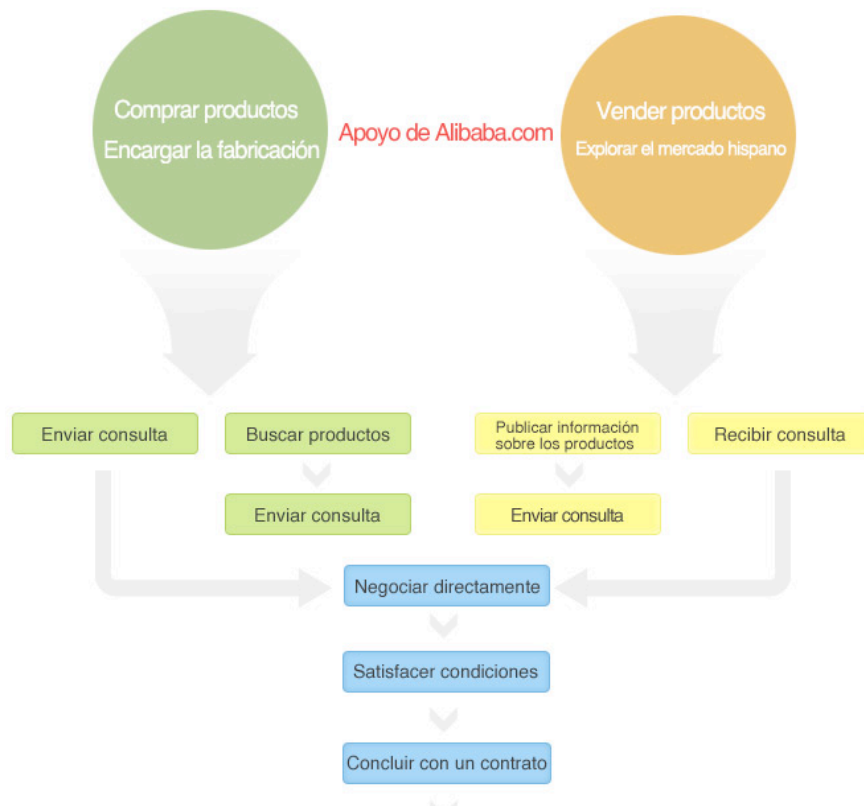 Comprar productos
Encargar la fabricación
Apoyo de Alibaba.com
Vender productos
Explorar el mercado hispano
Enviar consulta
Buscar productos
Publicar información
sobre los productos
Recibir consulta
Enviar consulta
Enviar consulta
Negociar directamente
Satisfacer condiciones
Concluir con un contrato